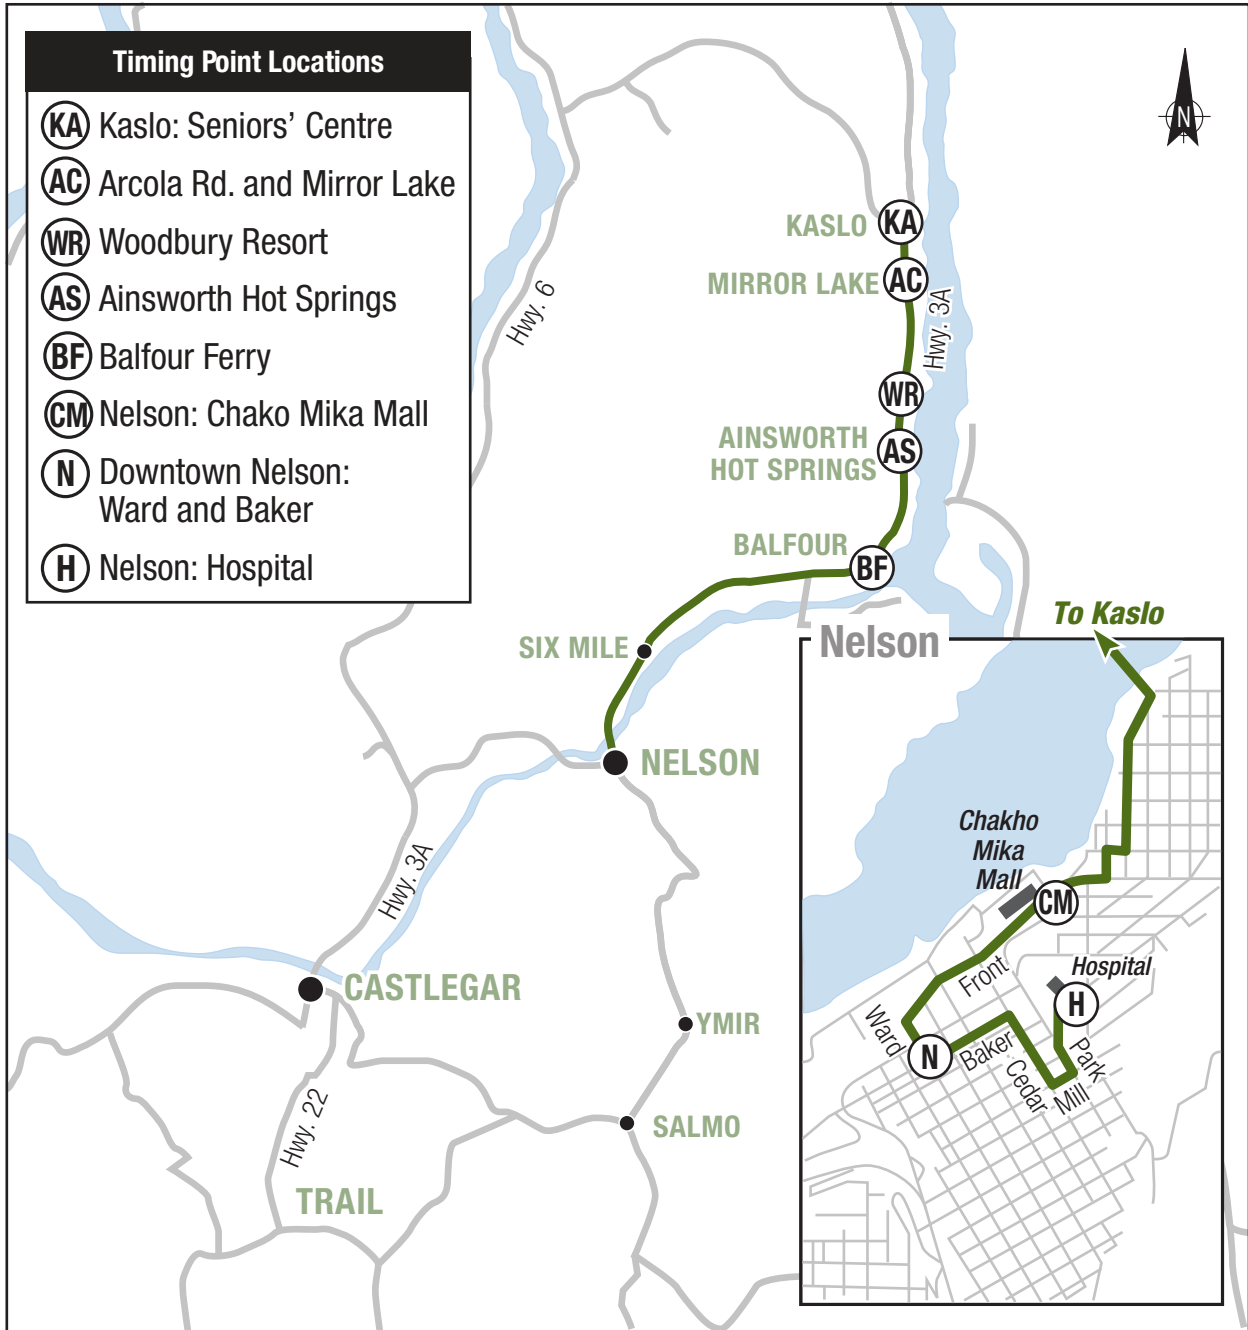 Timing Point Locations
KA Kaslo: Seniors’ Centre
AC Arcola Rd. and Mirror Lake
WR Woodbury Resort
AS Ainsworth Hot Springs
BF Balfour Ferry
CM Nelson: Chako Mika Mall
N Downtown Nelson:
Ward and Baker
H Nelson: Hospital
N
Hwy. 6
KASLO KA
MIRROR LAKE AC
Hwy. 3A
WR
AINSWORTH
HOT SPRINGS
AS
BALFOUR BF
SIX MILE
NELSON
Hwy. 3A
CASTLEGAR
YMIR
Hwy. 22
SALMO
TRAIL
To Kaslo
Nelson
Chakho
Mika
Mall
CM
Front
Hospital
H
Ward
N
Baker
Cedar
Mill
Park